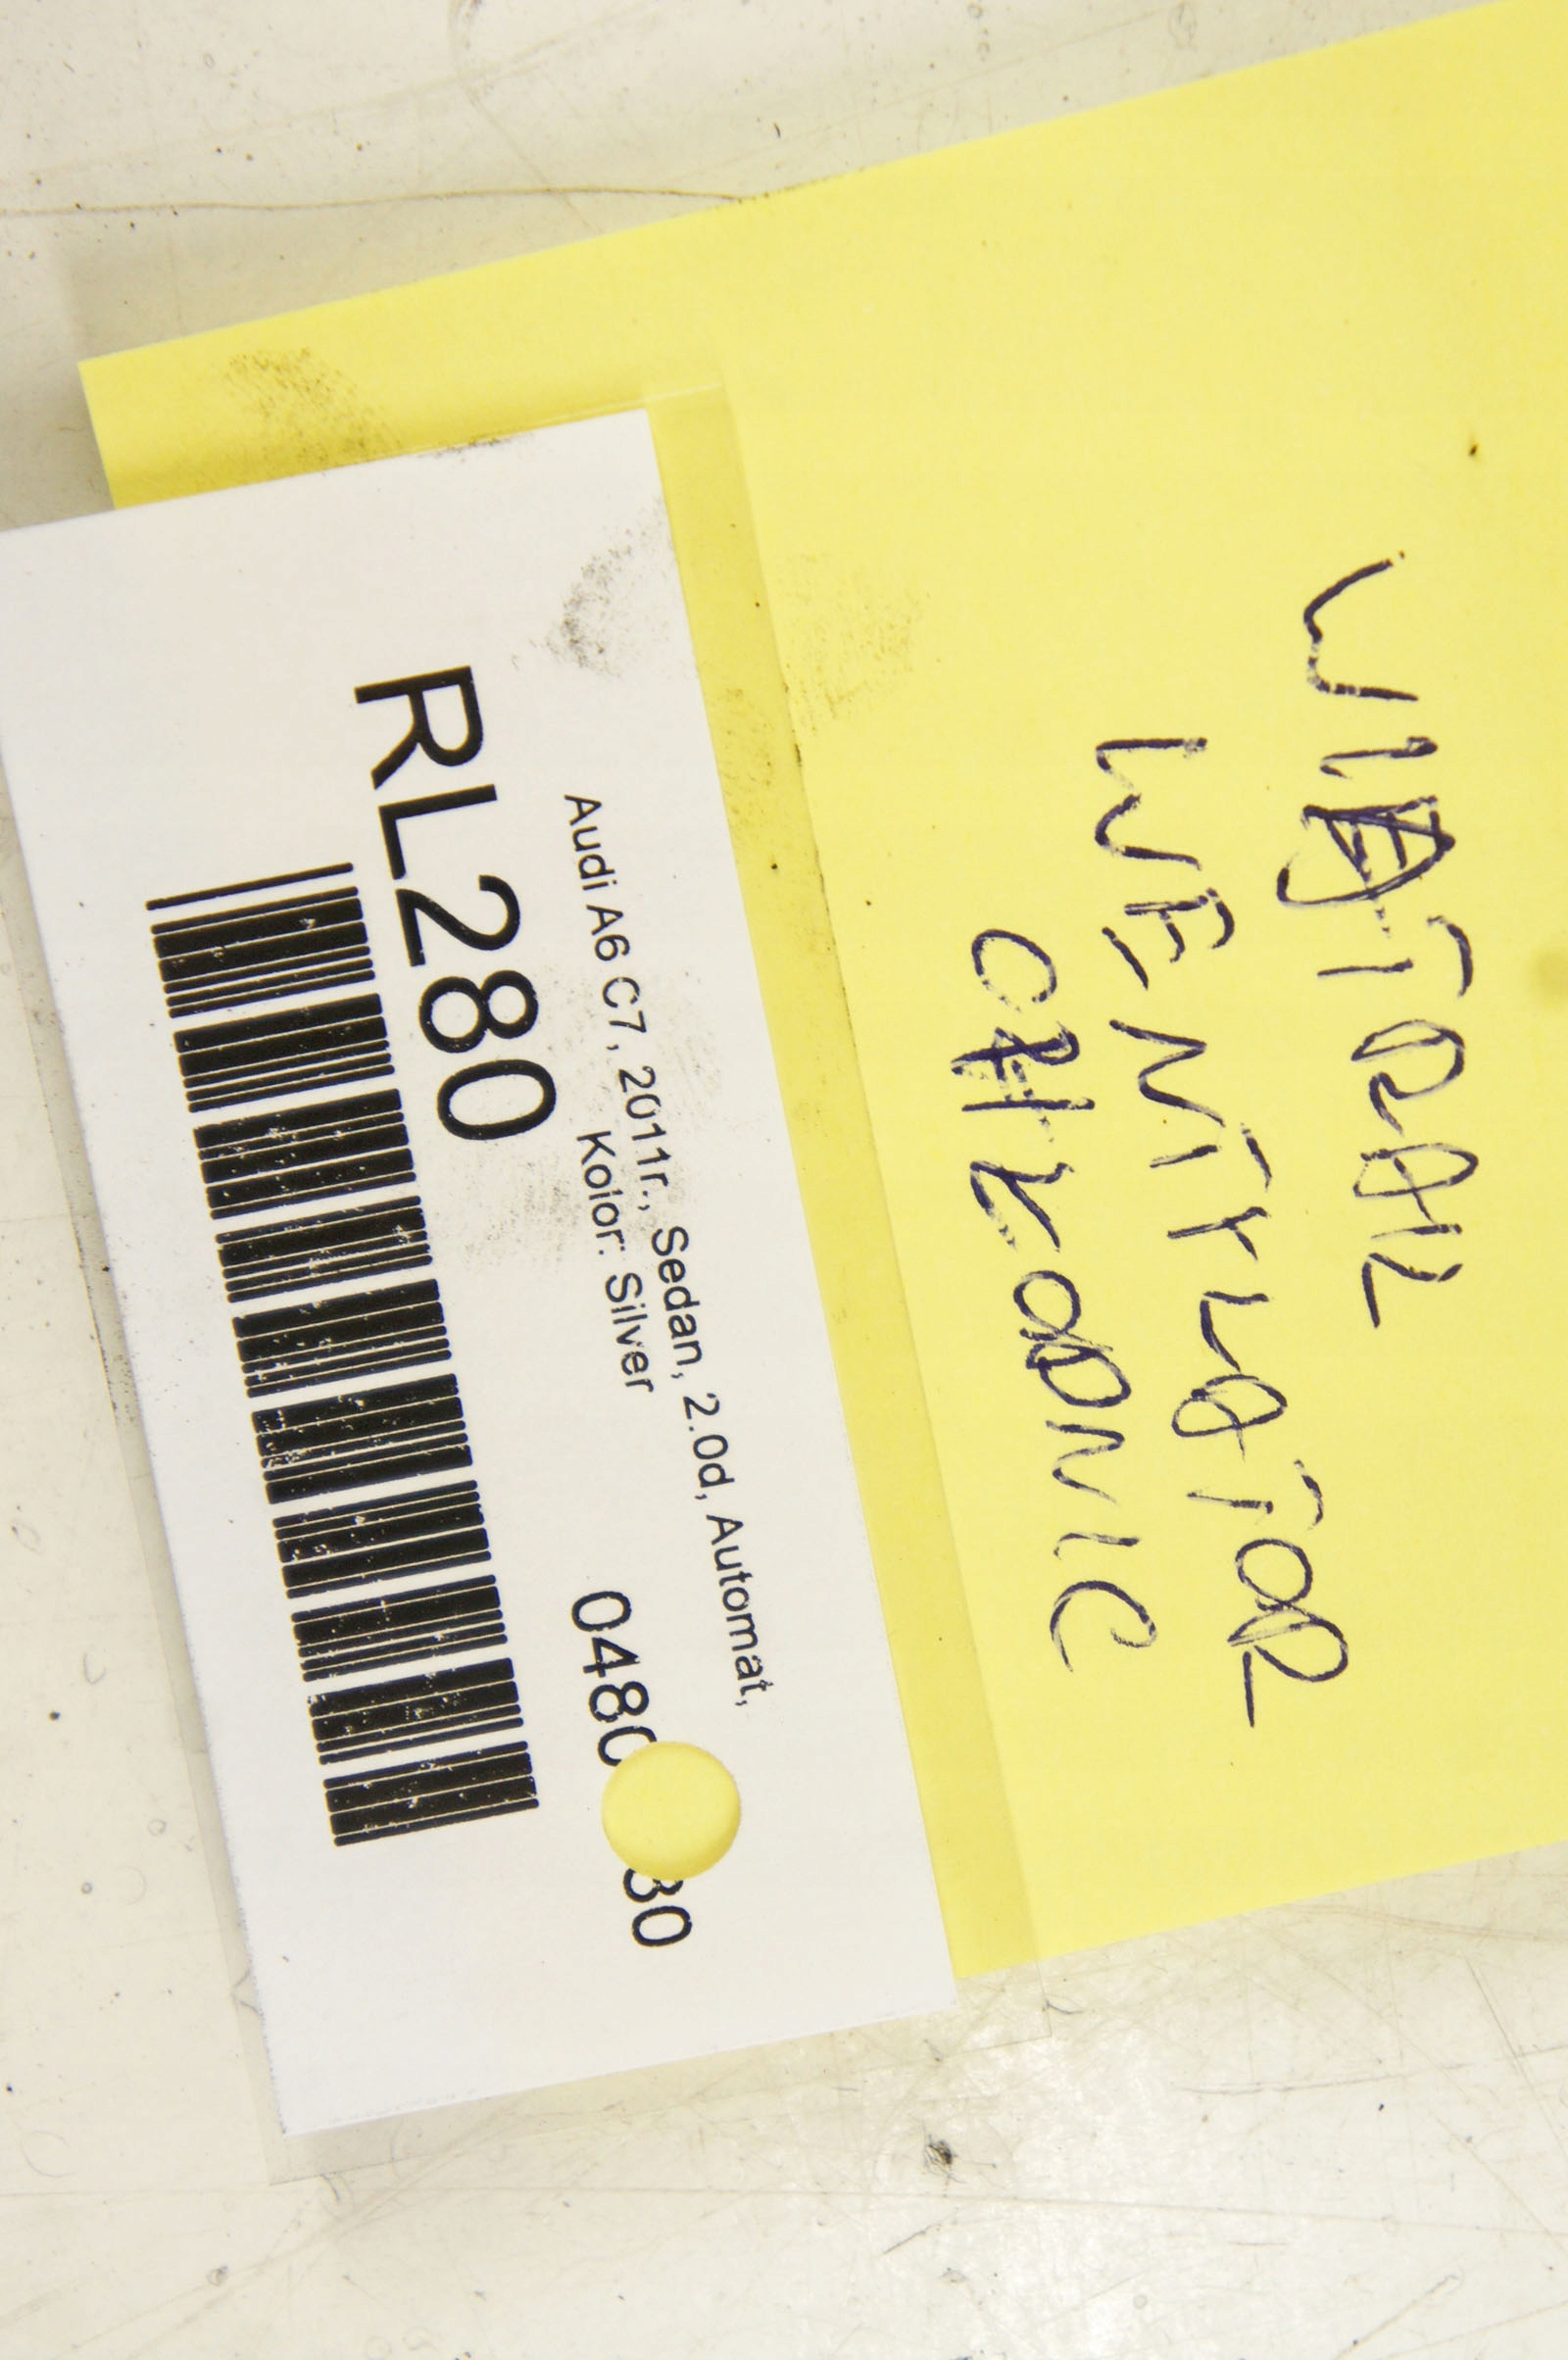 WIATRAK
WENTYLATOR
CHŁODNIC
Audi A6 C7, 2011r., Sedan, 2.0d, Automat,
Kolor: Silver
RL280